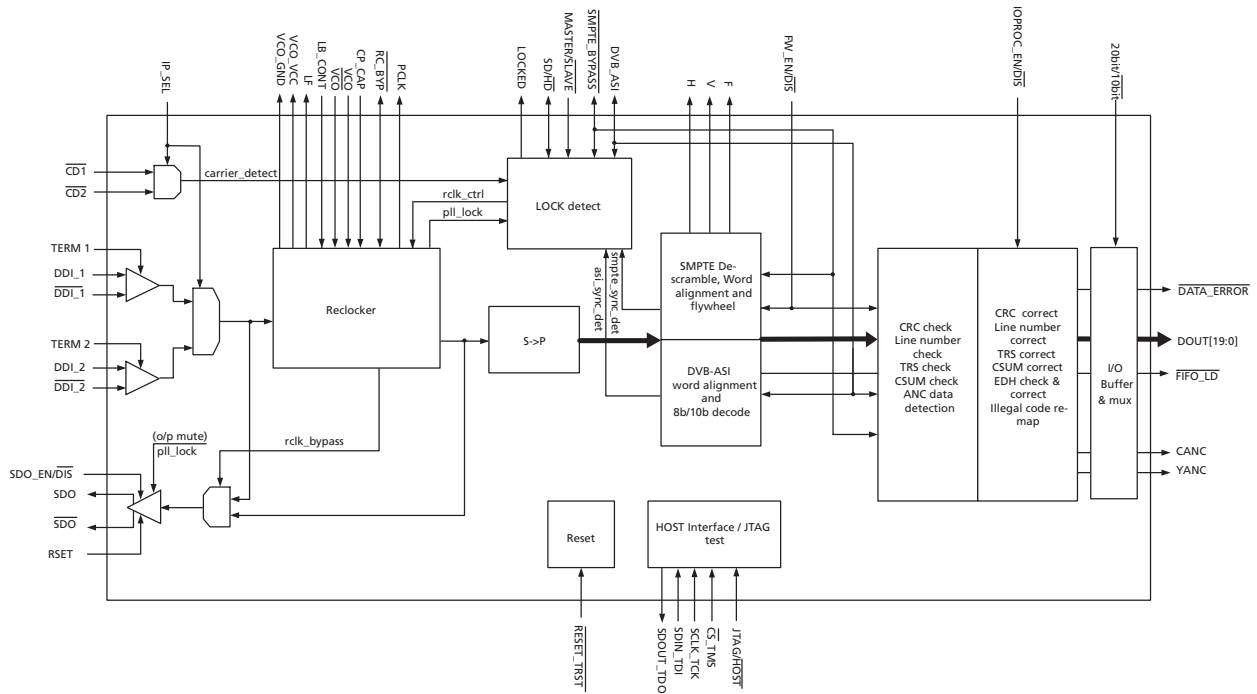 VCO_GND
VCO_VCC
LF
LB_CONT
VCO
VCO
CP_CAP
RC_BYP
PCLK
LOCKED
SD/HD
MASTER/SLAVE
SMPTE_BYPASS
DVB_ASI
H
V
F
FW_EN/DIS
IOPROC_EN/DIS
20bit/10bit
IP_SEL
CD1
CD2
carrier_detect
rclk_ctrl
pll_lock
LOCK detect
TERM 1
DDI_1
DDI_1
TERM 2
DDI_2
DDI_2
Reclocker
S->P
asi_sync_det
smpte_sync_det
SMPTE De-
scramble, Word
alignment and
flywheel
DVB-ASI
word alignment
and
8b/10b decode
CRC check
Line number
check
TRS check
CSUM check
ANC data
detection
CRC correct
Line number
correct
TRS correct
CSUM correct
EDH check &
correct
Illegal code re-
map
I/O
Buffer
& mux
DATA_ERROR
DOUT[19:0]
FIFO_LD
CANC
YANC
rclk_bypass
(o/p mute)
pll_lock
SDO_EN/DIS
SDO
SDO
RSET
Reset
HOST Interface / JTAG
test
RESET_TRST
SDOUT_TDO
SDIN_TDI
SCLK_TCK
CS_TMS
JTAG/HOST